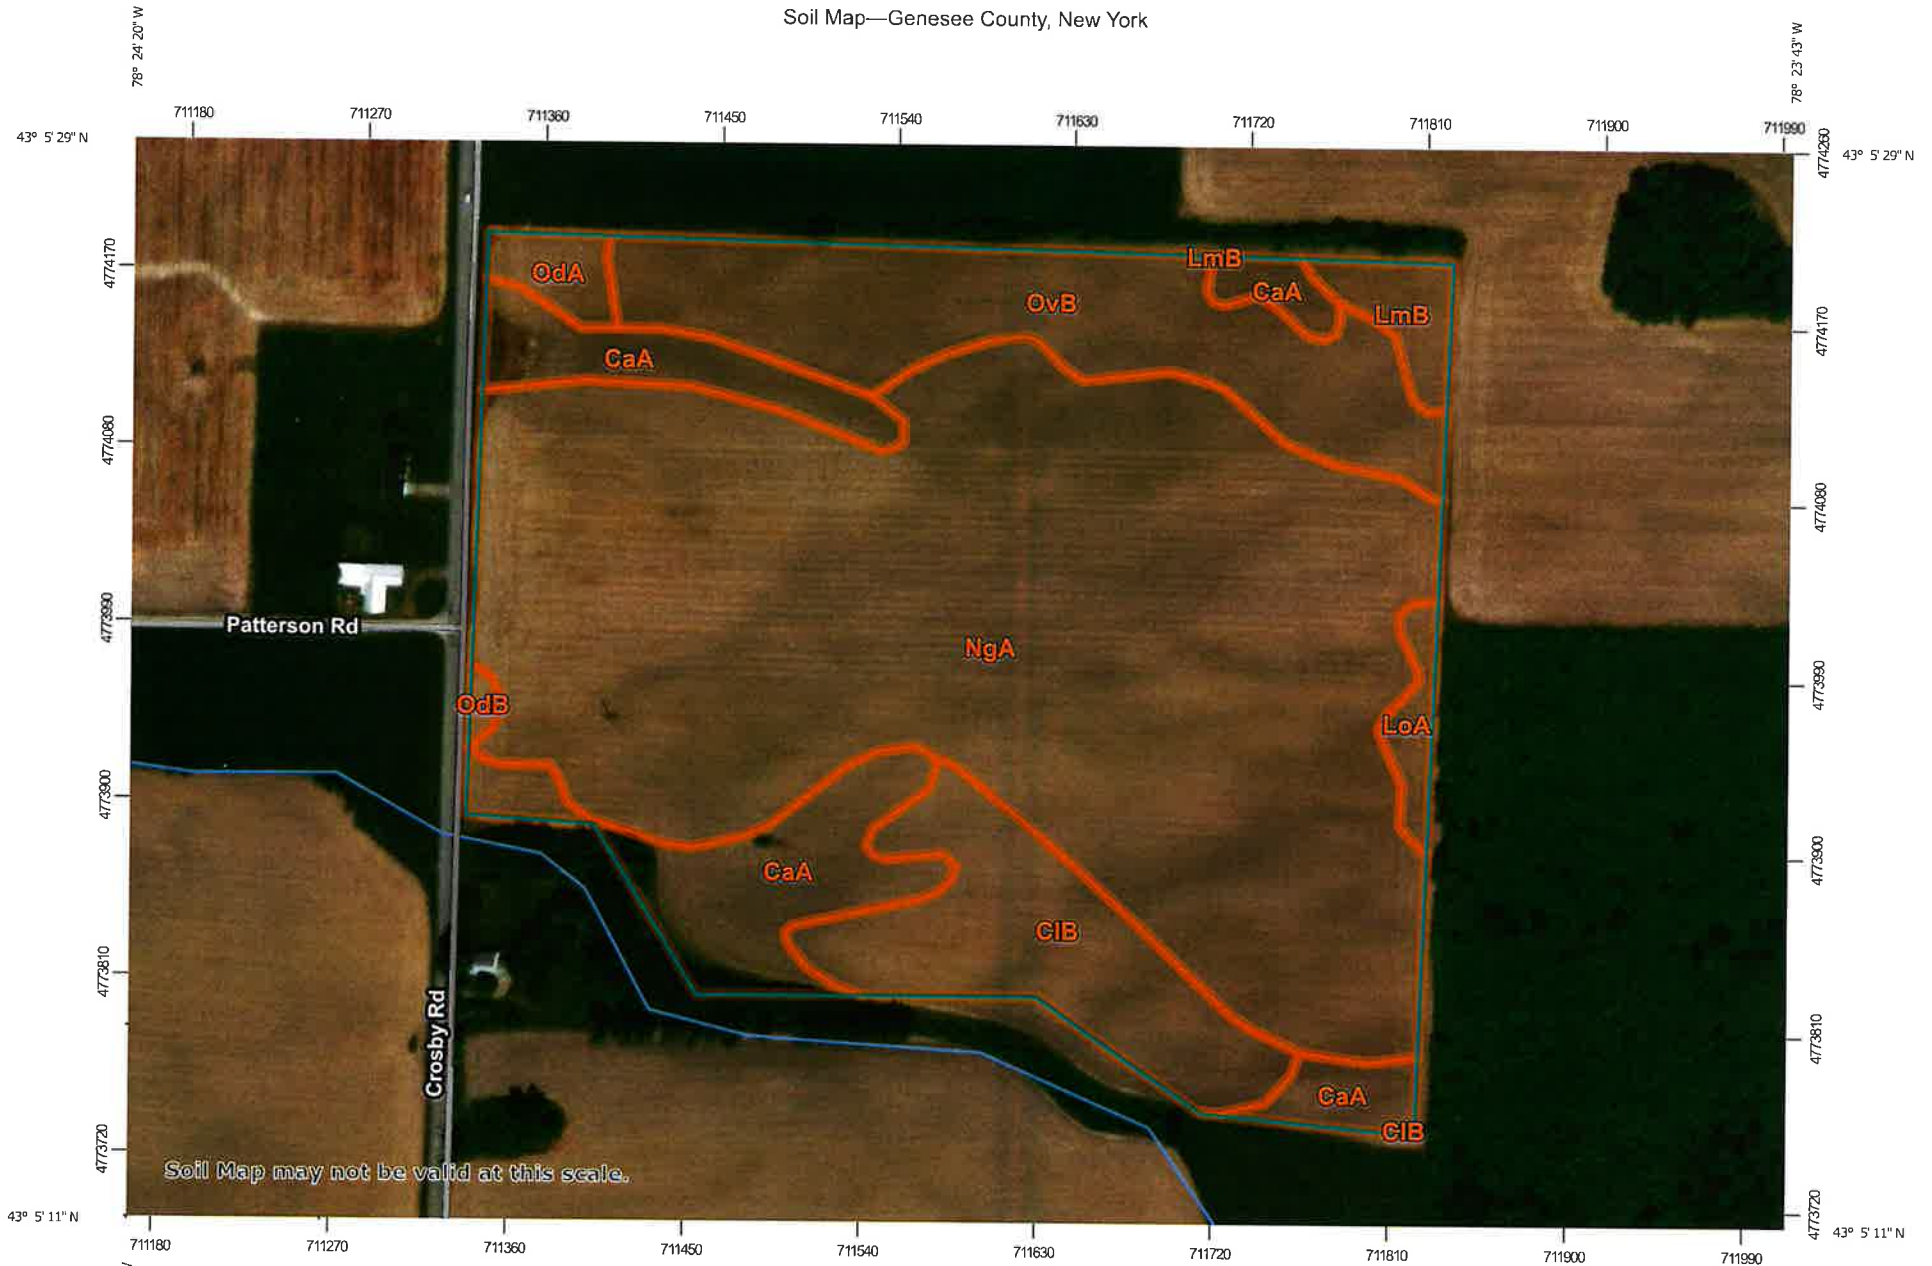 Soil Map—Genesee County, New York
78° 24' 20" W
78° 23' 43" W
711180 711270 711360 711450 711540 711630 711720 711810 711900 711990
43° 5' 29" N
43° 5' 29" N
4774260
4774170
4774170
4774080
4774080
4773990
4773990
4773900
4773900
4773810
4773810
4773720
4773720
OdA
LmB
CaA
OvB
LmB
CaA
Patterson Rd
NgA
OdB
LoA
CaA
ClB
Crosby Rd
CaA
ClB
Soil Map may not be valid at this scale.
43° 5' 11" N
43° 5' 11" N
711180 711270 711360 711450 711540 711630 711720 711810 711900 711990